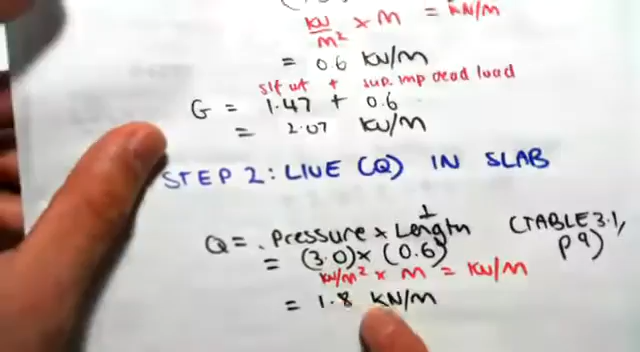 kN/m² × m = kN/m
= 0.6 kN/m
slf wt + sup. imp dead load
G = 1.47 + 0.6
= 2.07 kN/m
STEP 2: LIVE (Q) IN SLAB
Q = Pressure × Length (TABLE 3.1, p 9)
= (3.0) × (0.6)
kN/m² × m = kN/m
= 1.8 kN/m